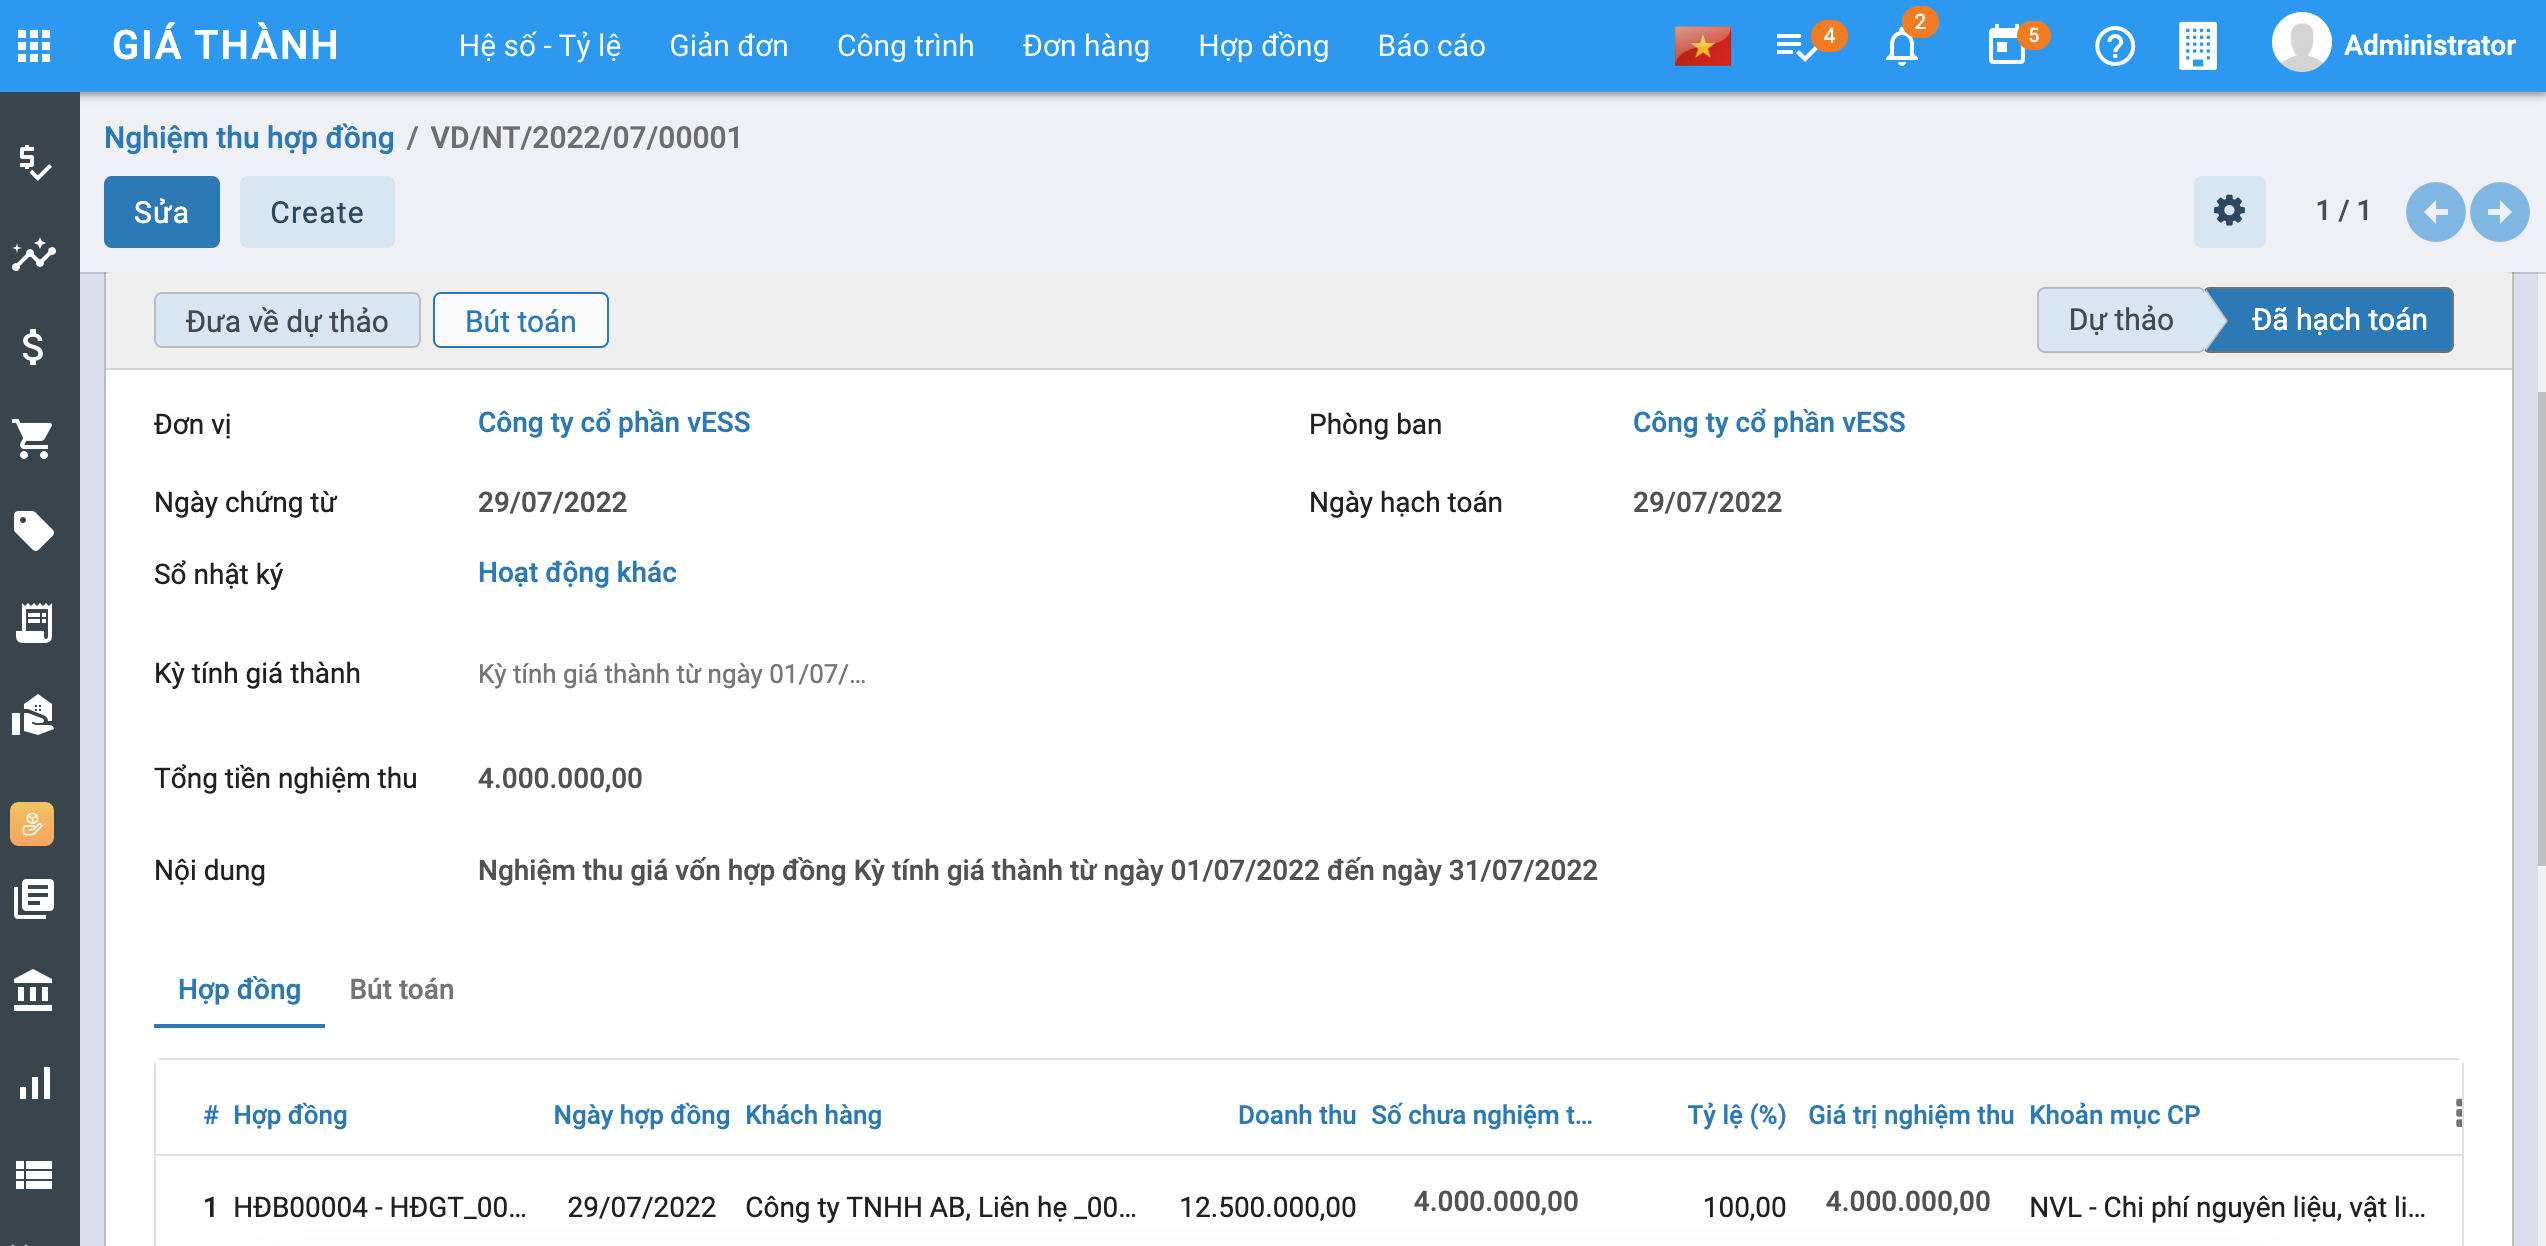 GIÁ THÀNH Hệ số - Tỷ lệ Giản đơn Công trình Đơn hàng Hợp đồng Báo cáo 4 2 5 Administrator
Nghiệm thu hợp đồng / VD/NT/2022/07/00001
Sửa Create 1 / 1
Đưa về dự thảo Bút toán Dự thảo Đã hạch toán
Đơn vị Công ty cổ phần vESS Phòng ban Công ty cổ phần vESS
Ngày chứng từ 29/07/2022 Ngày hạch toán 29/07/2022
Sổ nhật ký Hoạt động khác
Kỳ tính giá thành Kỳ tính giá thành từ ngày 01/07/...
Tổng tiền nghiệm thu 4.000.000,00
Nội dung Nghiệm thu giá vốn hợp đồng Kỳ tính giá thành từ ngày 01/07/2022 đến ngày 31/07/2022
Hợp đồng Bút toán
# Hợp đồng Ngày hợp đồng Khách hàng Doanh thu Số chưa nghiệm t... Tỷ lệ (%) Giá trị nghiệm thu Khoản mục CP
1 HĐB00004 - HĐGT_00... 29/07/2022 Công ty TNHH AB, Liên hẹ _00... 12.500.000,00 4.000.000,00 100,00 4.000.000,00 NVL - Chi phí nguyên liệu, vật li...